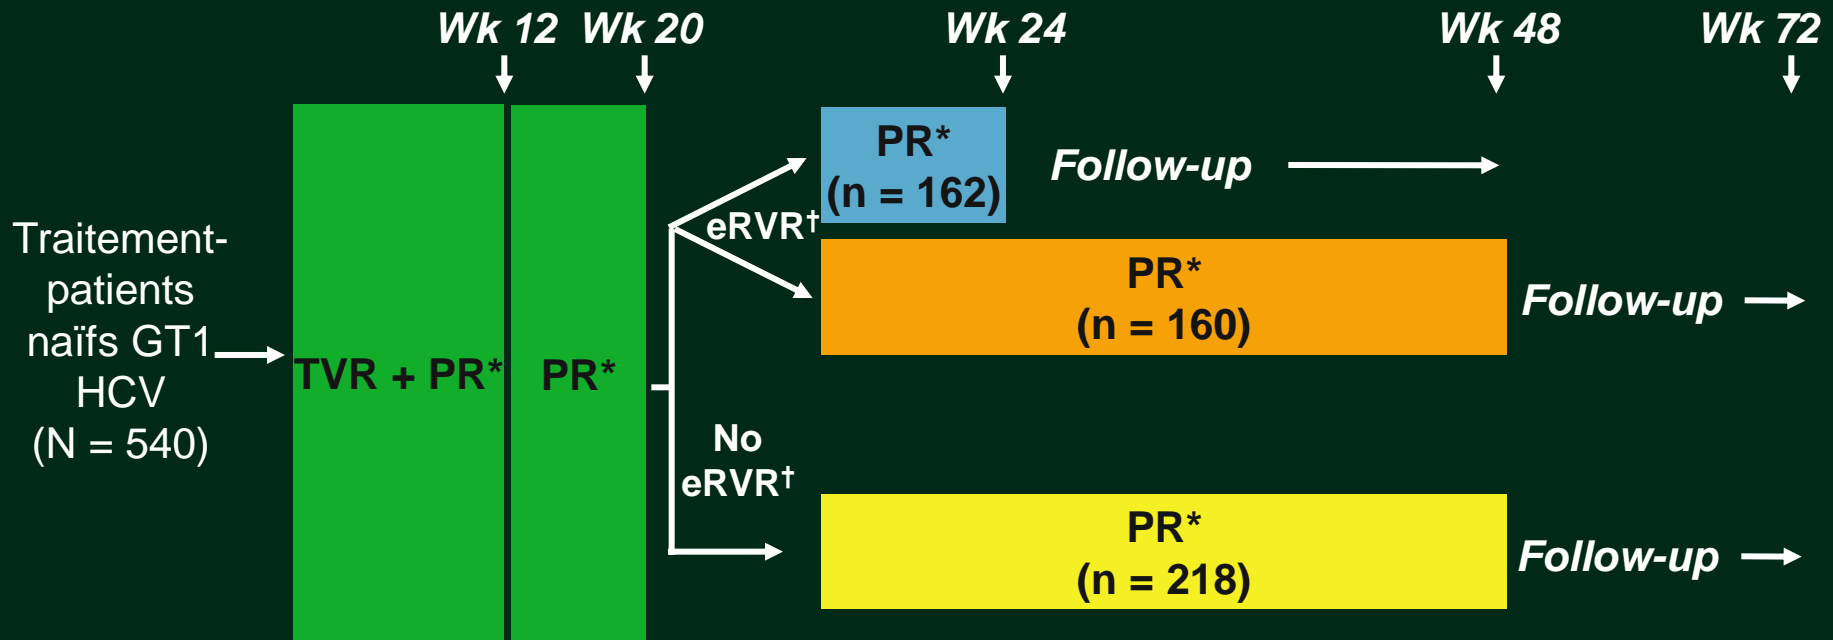 Wk 12
Wk 20
Wk 24
Wk 48
Wk 72
Traitement-
patients
naïfs GT1
HCV
(N = 540)
TVR + PR*
PR*
eRVR†
No
eRVR†
PR*
(n = 162)
Follow-up
PR*
(n = 160)
Follow-up
PR*
(n = 218)
Follow-up